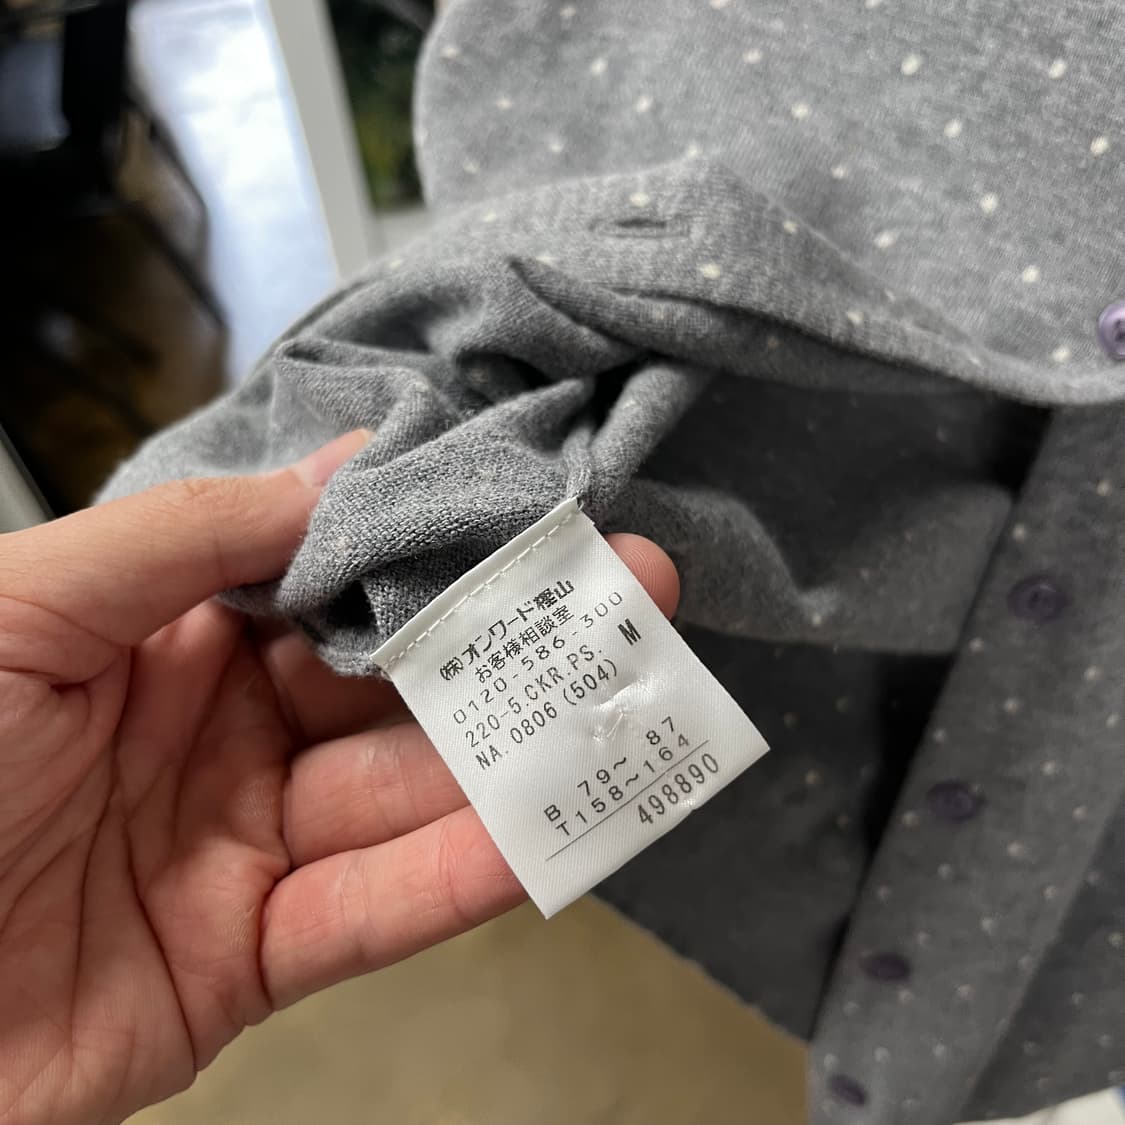 (株)オンワード樫山
お客様相談室
0120-586-300
220-5.CKR.PS. M
NA.0806 (504)
B 79~ 87
T158~164
498890